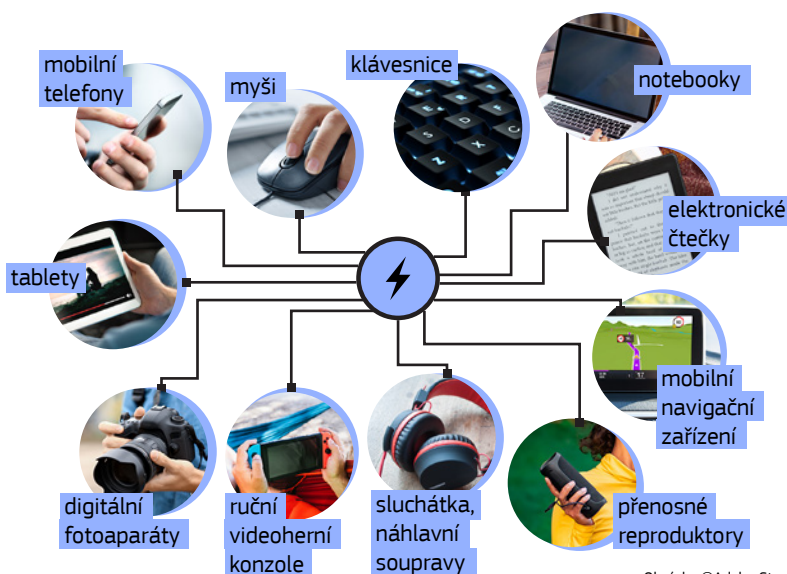 mobilní
telefony
myši
klávesnice
notebooky
elektronické
čtečky
tablety
mobilní
navigační
zařízení
digitální
fotoaparáty
ruční
videoherní
konzole
sluchátka,
náhlavní
soupravy
přenosné
reproduktory